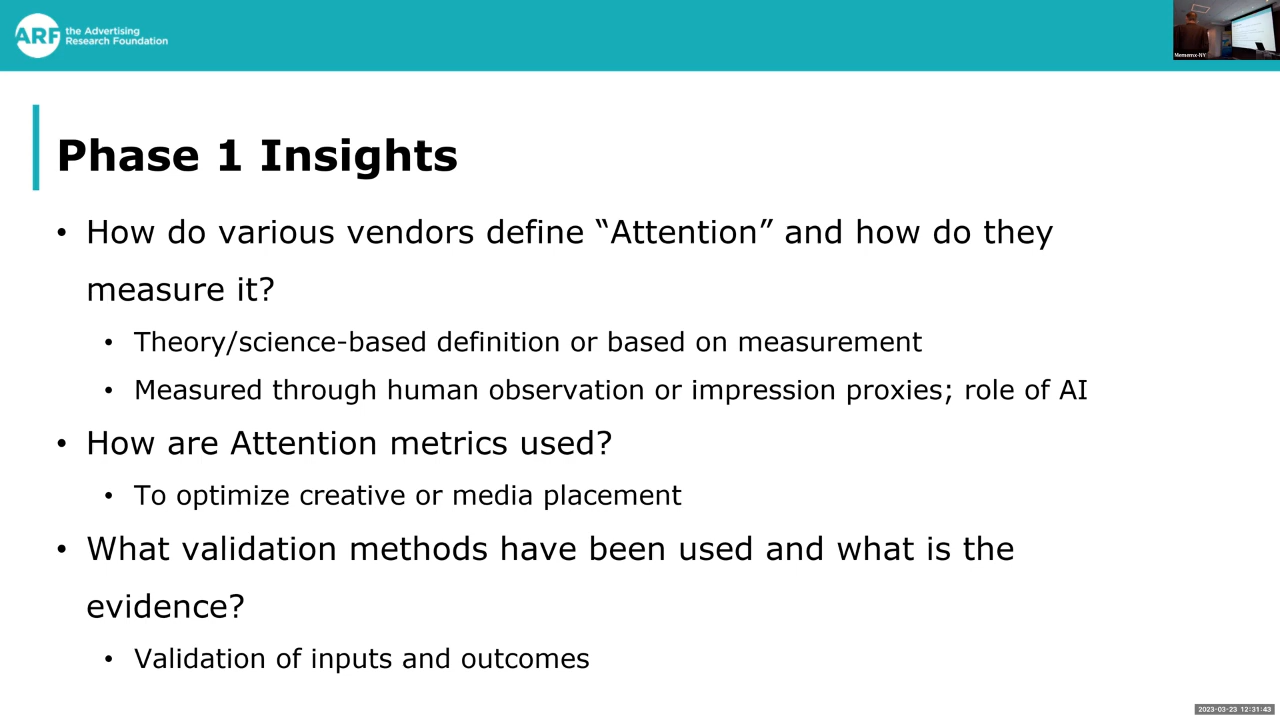 ARF the Advertising
Research Foundation
Phase 1 Insights
• How do various vendors define “Attention” and how do they
measure it?
• Theory/science-based definition or based on measurement
• Measured through human observation or impression proxies; role of AI
• How are Attention metrics used?
• To optimize creative or media placement
• What validation methods have been used and what is the
evidence?
• Validation of inputs and outcomes
2023-03-23 12:31:43